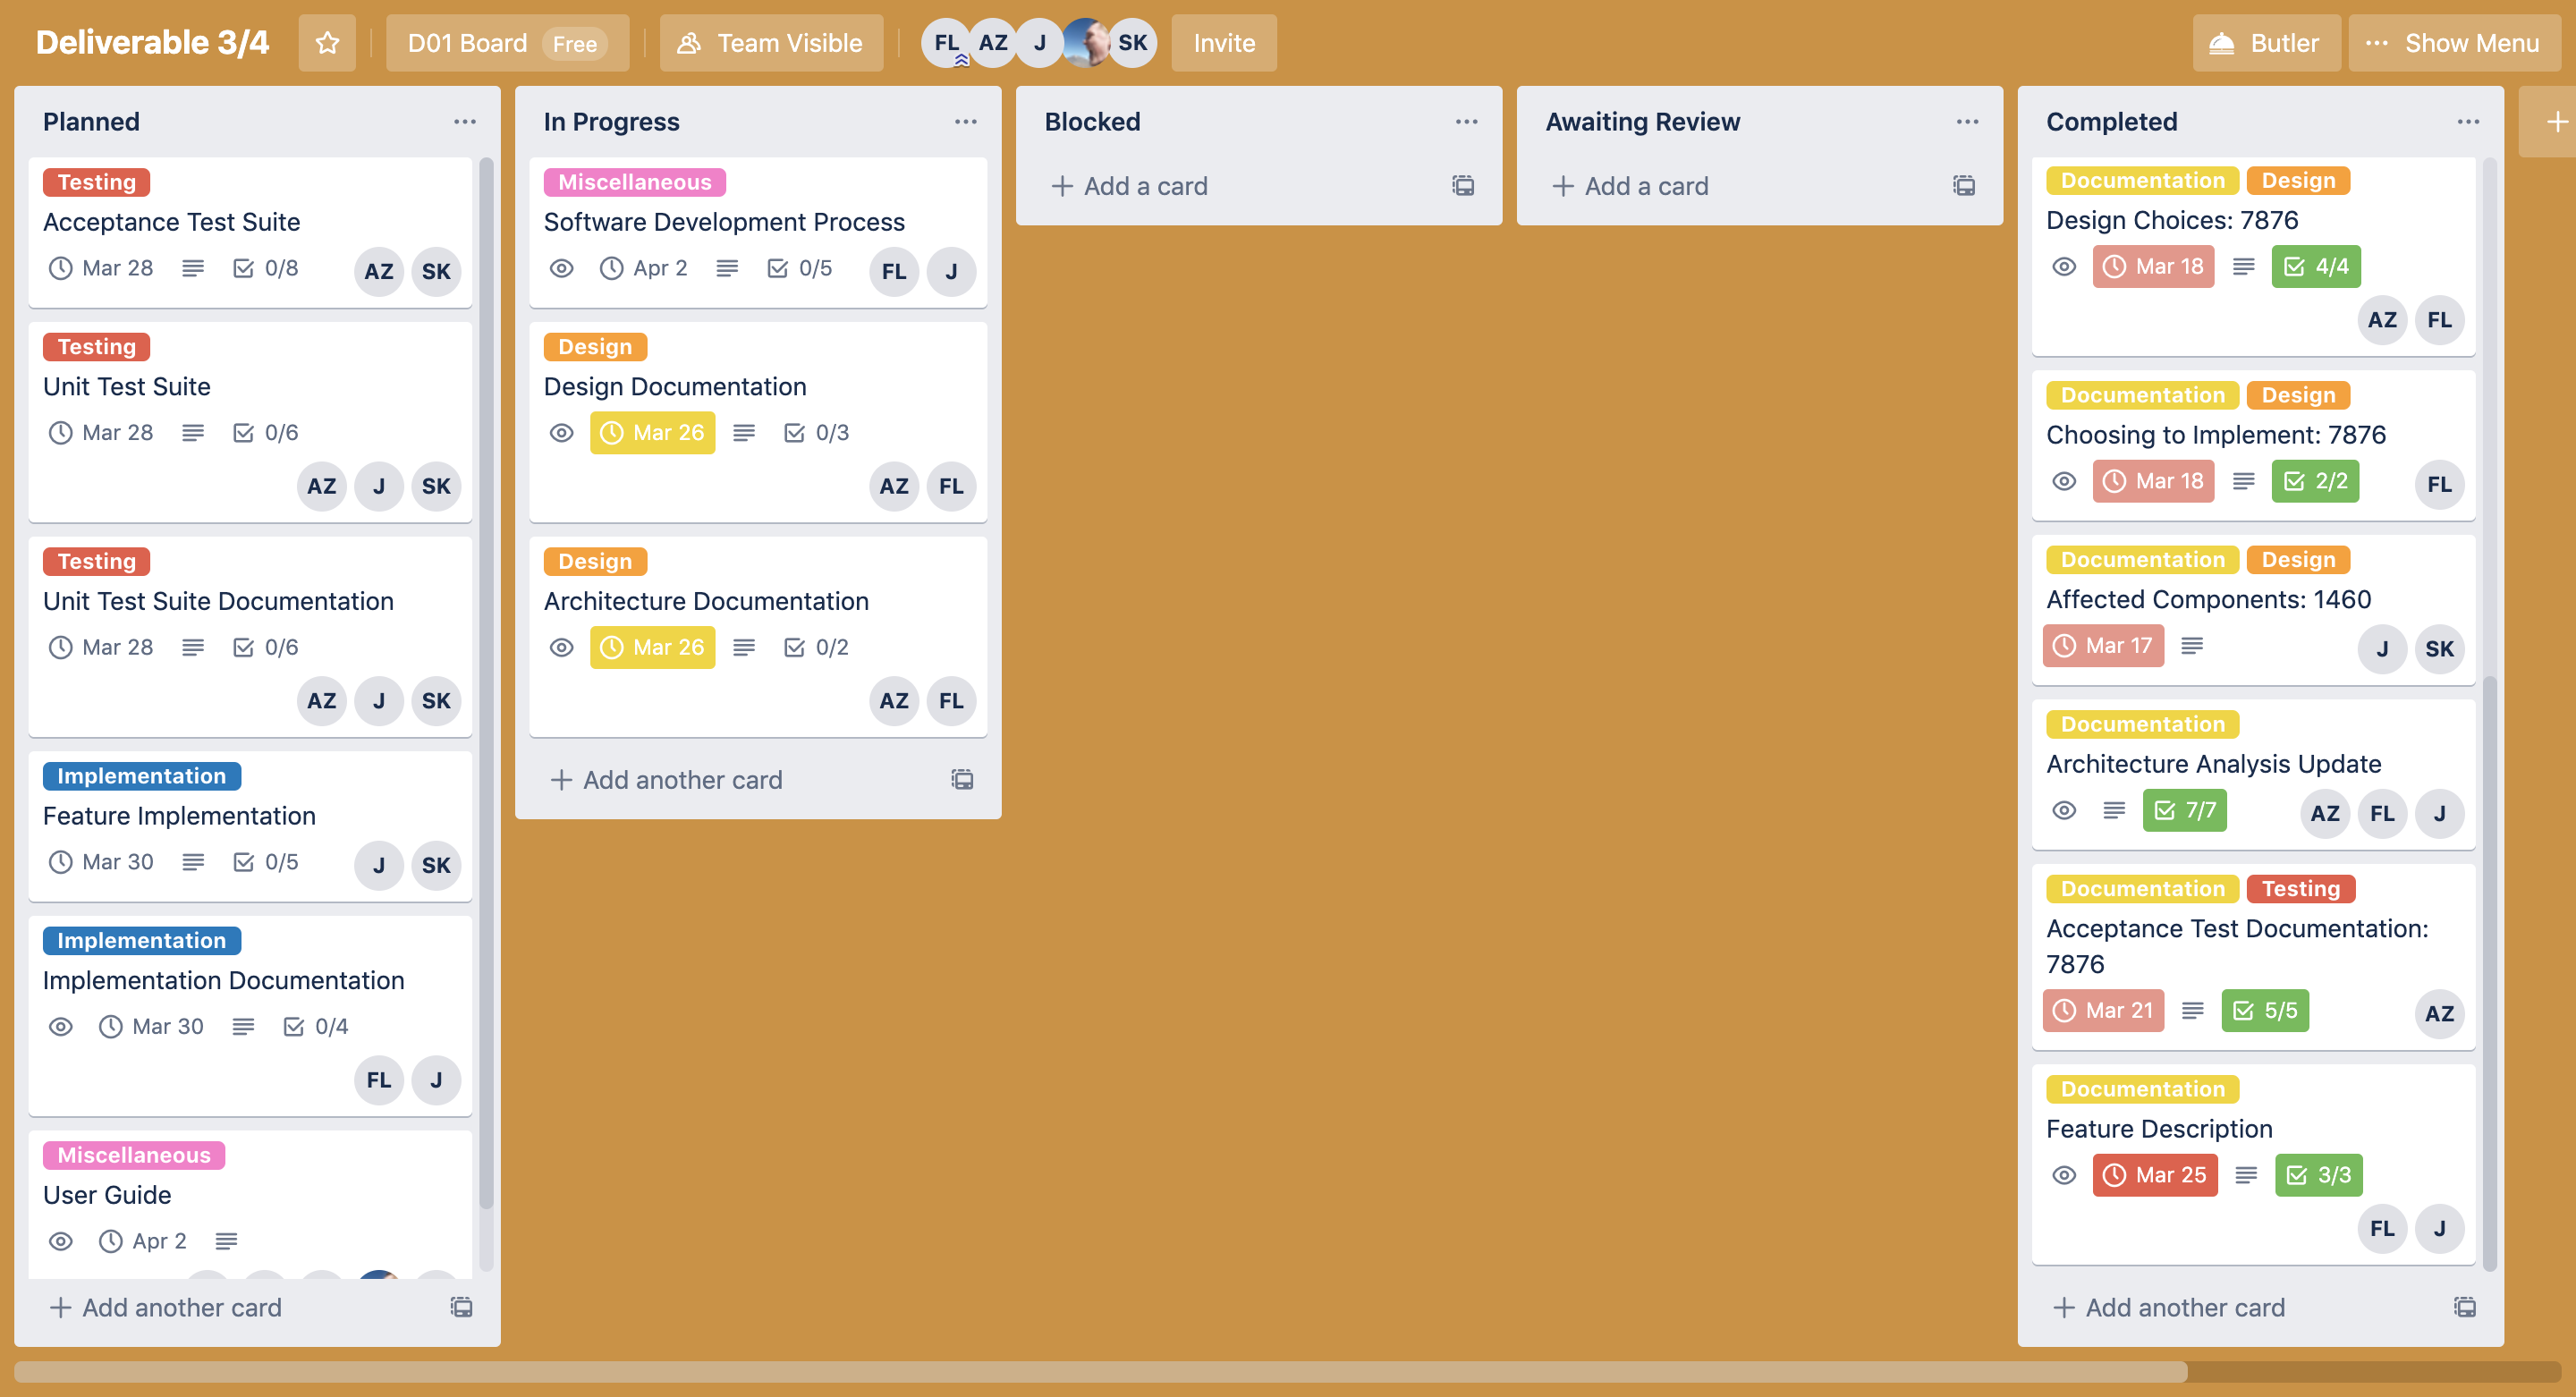 Deliverable 3/4
D01 Board Free
Team Visible
FL AZ J SK
Invite
Butler
Show Menu
Planned
Testing
Acceptance Test Suite
Mar 28 0/8 AZ SK
Testing
Unit Test Suite
Mar 28 0/6
AZ J SK
Testing
Unit Test Suite Documentation
Mar 28 0/6
AZ J SK
Implementation
Feature Implementation
Mar 30 0/5 J SK
Implementation
Implementation Documentation
Mar 30 0/4
FL J
Miscellaneous
User Guide
Apr 2
Add another card
In Progress
Miscellaneous
Software Development Process
Apr 2 0/5 FL J
Design
Design Documentation
Mar 26 0/3
AZ FL
Design
Architecture Documentation
Mar 26 0/2
AZ FL
Add another card
Blocked
Add a card
Awaiting Review
Add a card
Completed
Documentation Design
Design Choices: 7876
Mar 18 4/4
AZ FL
Documentation Design
Choosing to Implement: 7876
Mar 18 2/2 FL
Documentation Design
Affected Components: 1460
Mar 17 J SK
Documentation
Architecture Analysis Update
7/7 AZ FL J
Documentation Testing
Acceptance Test Documentation:
7876
Mar 21 5/5 AZ
Documentation
Feature Description
Mar 25 3/3
FL J
Add another card